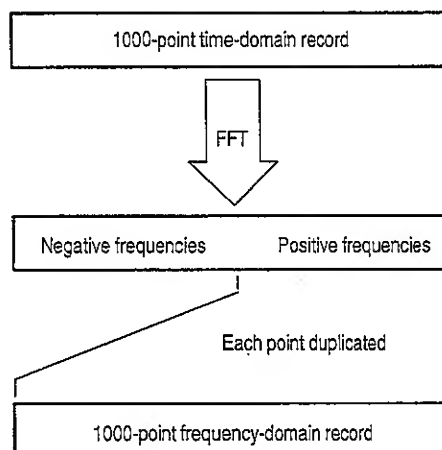 1000-point time-domain record
FFT
Negative frequencies Positive frequencies
Each point duplicated
1000-point frequency-domain record